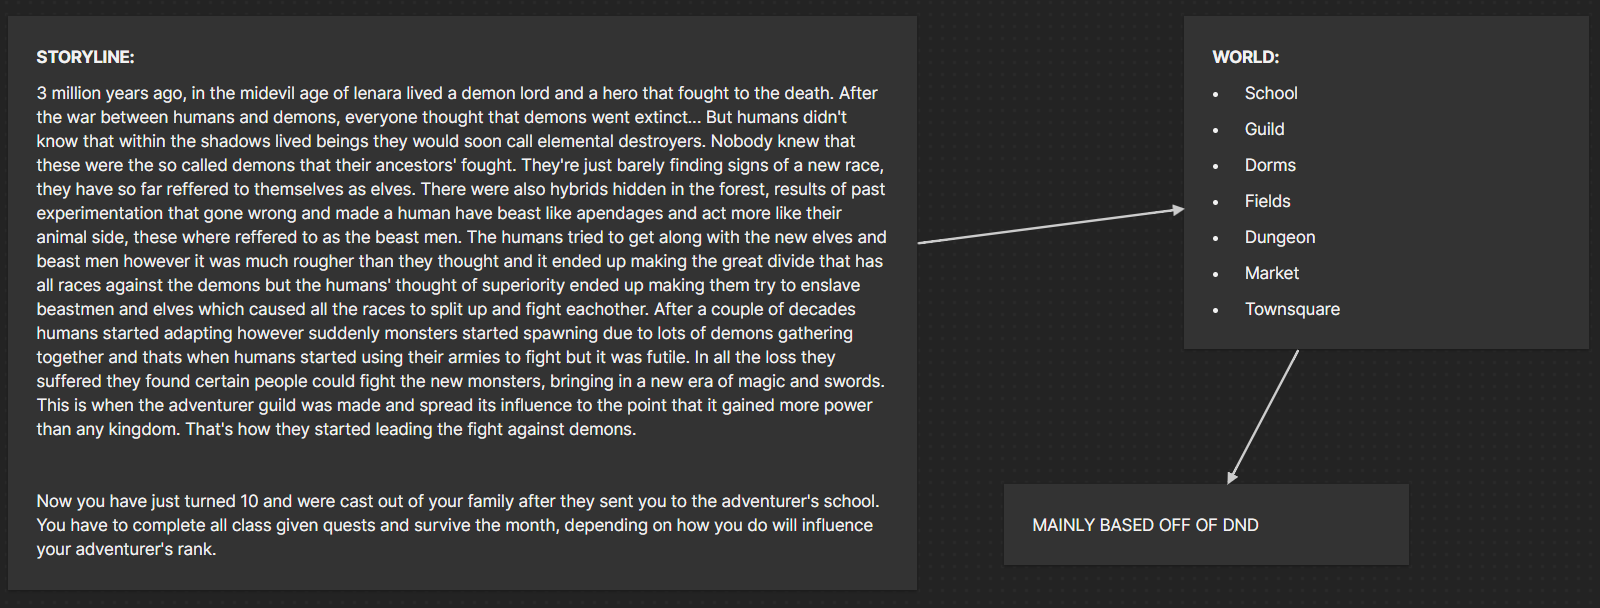 STORYLINE:
3 million years ago, in the midevil age of lenara lived a demon lord and a hero that fought to the death. After
the war between humans and demons, everyone thought that demons went extinct... But humans didn't
know that within the shadows lived beings they would soon call elemental destroyers. Nobody knew that
these were the so called demons that their ancestors' fought. They're just barely finding signs of a new race,
they have so far reffered to themselves as elves. There were also hybrids hidden in the forest, results of past
experimentation that gone wrong and made a human have beast like apendages and act more like their
animal side, these where reffered to as the beast men. The humans tried to get along with the new elves and
beast men however it was much rougher than they thought and it ended up making the great divide that has
all races against the demons but the humans' thought of superiority ended up making them try to enslave
beastmen and elves which caused all the races to split up and fight eachother. After a couple of decades
humans started adapting however suddenly monsters started spawning due to lots of demons gathering
together and thats when humans started using their armies to fight but it was futile. In all the loss they
suffered they found certain people could fight the new monsters, bringing in a new era of magic and swords.
This is when the adventurer guild was made and spread its influence to the point that it gained more power
than any kingdom. That's how they started leading the fight against demons.
Now you have just turned 10 and were cast out of your family after they sent you to the adventurer's school.
You have to complete all class given quests and survive the month, depending on how you do will influence
your adventurer's rank.
WORLD:
• School
• Guild
• Dorms
• Fields
• Dungeon
• Market
• Townsquare
MAINLY BASED OFF OF DND